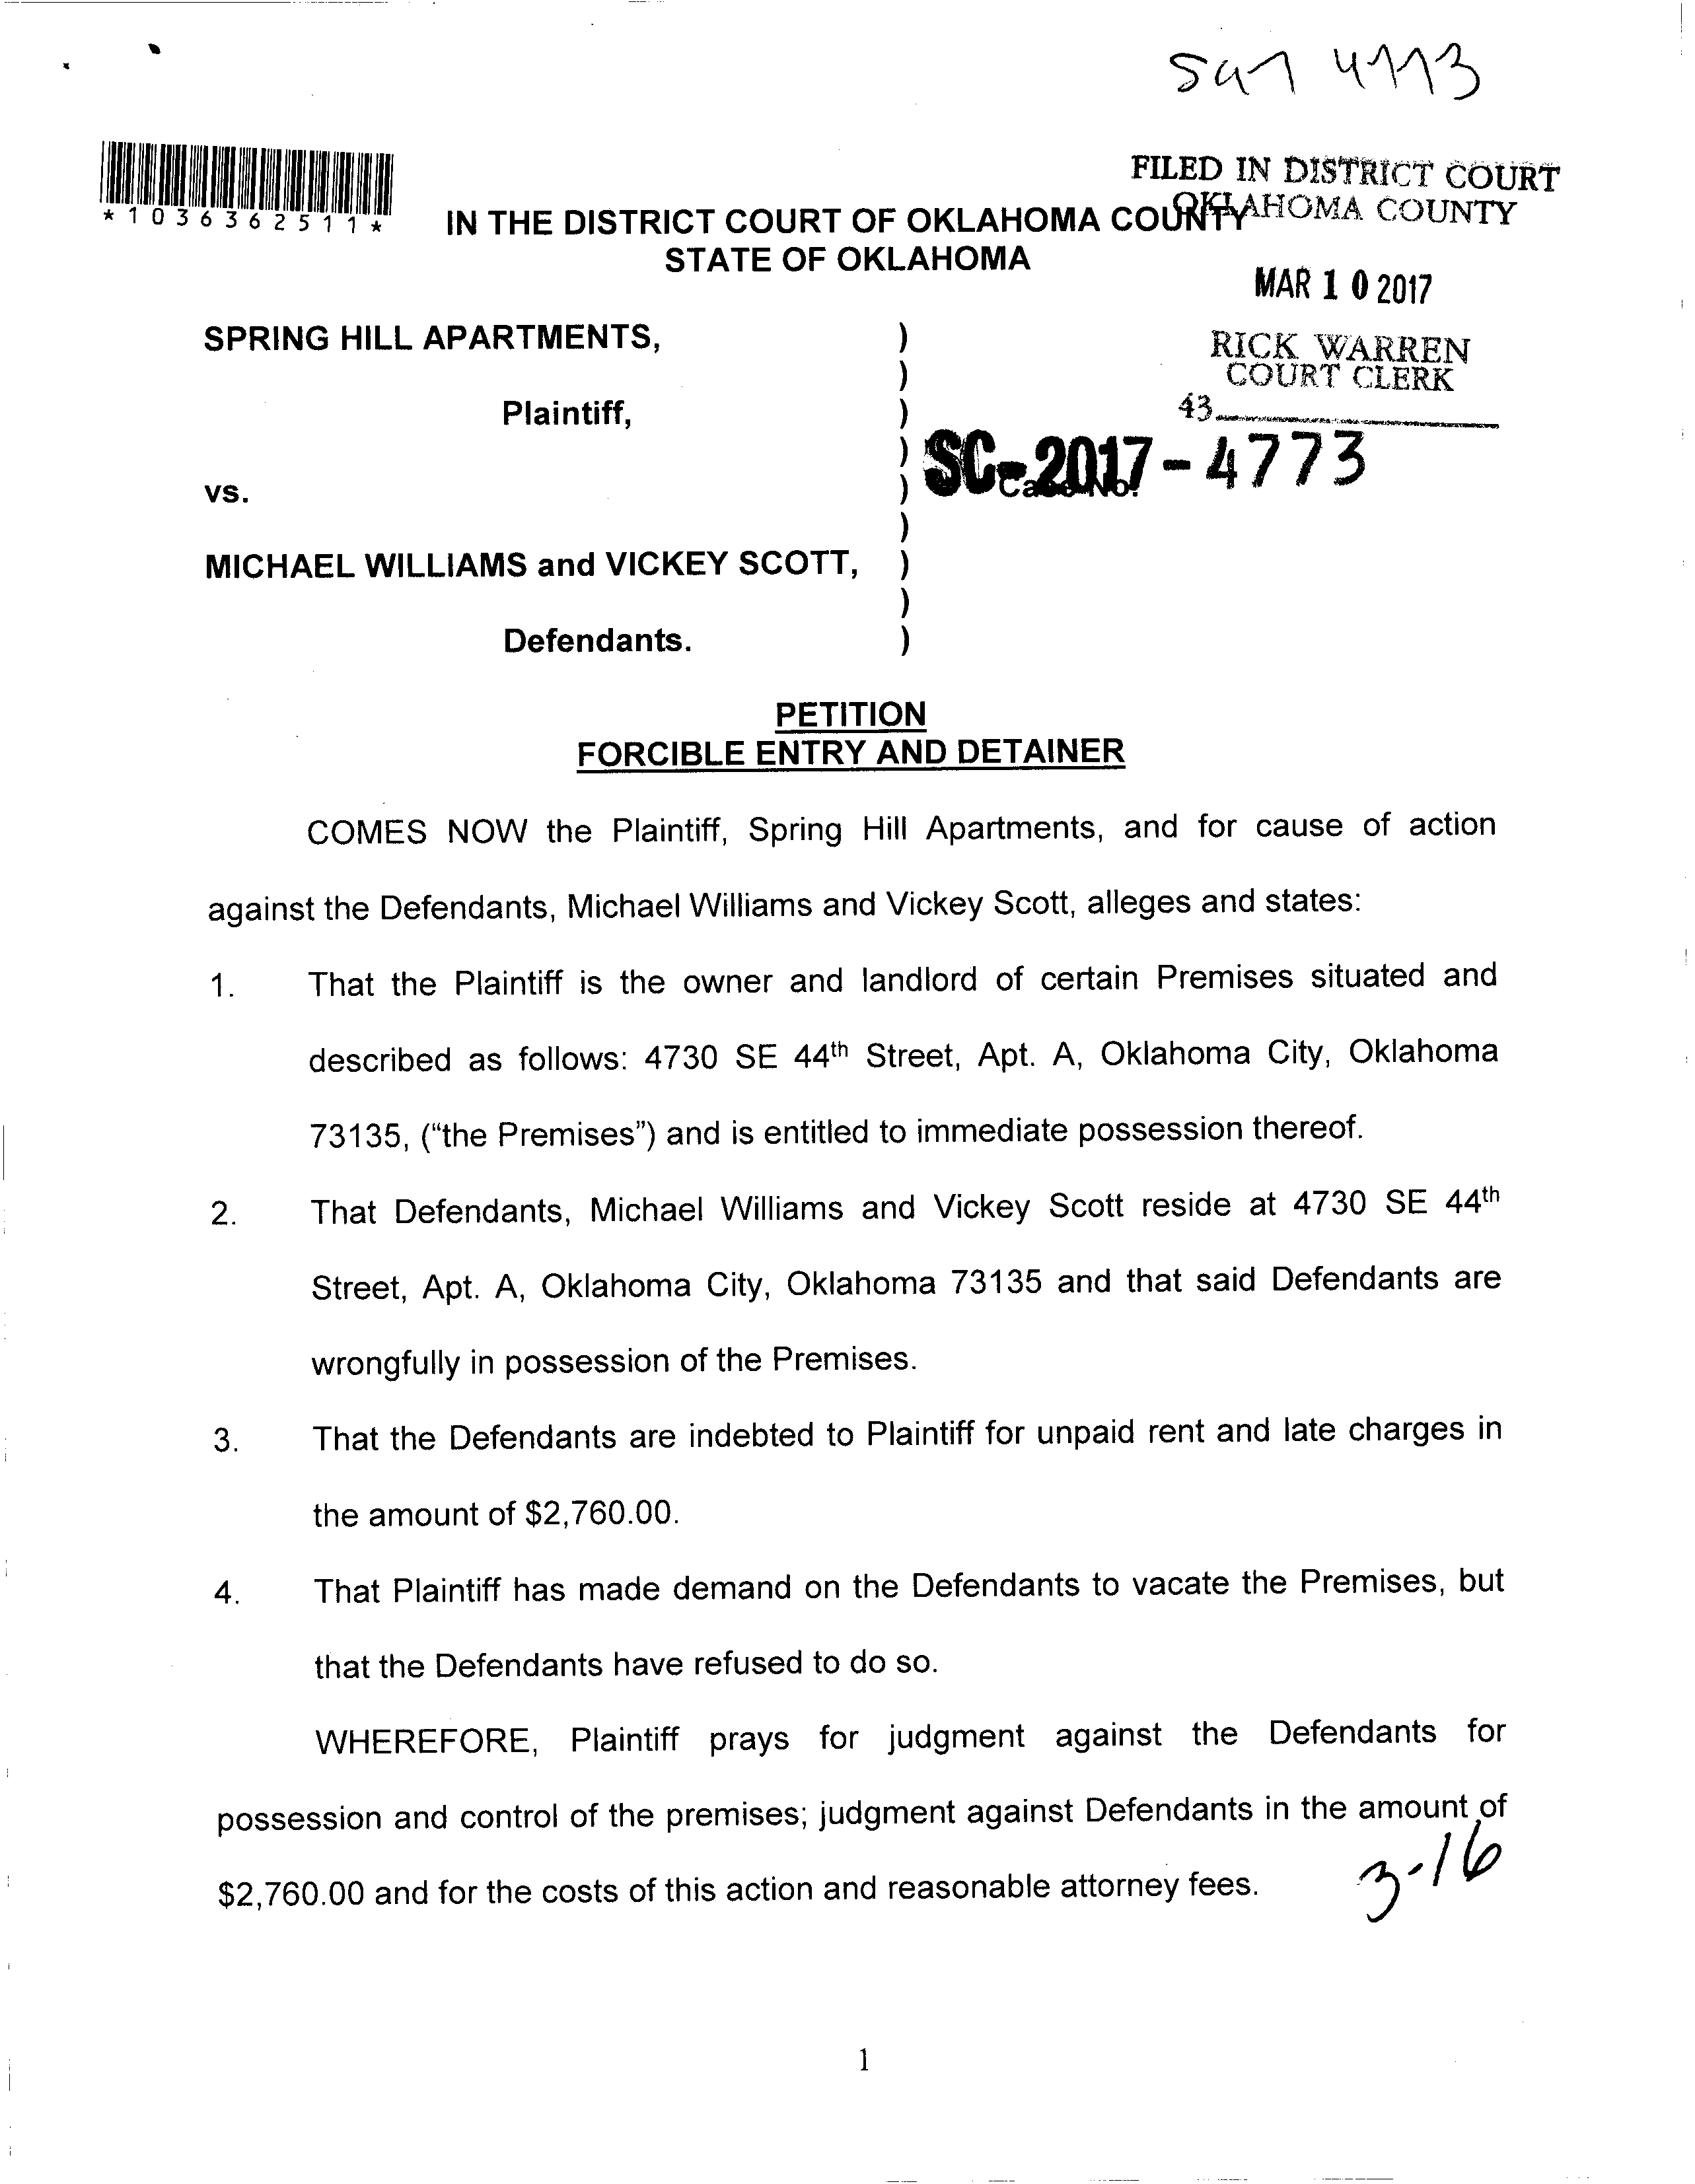 4773
*1036362511*
FILED IN DISTRICT COURT
OKLAHOMA COUNTY
IN THE DISTRICT COURT OF OKLAHOMA COUNTY
STATE OF OKLAHOMA
MAR 10 2017
SPRING HILL APARTMENTS, )
RICK WARREN
COURT CLERK
)
Plaintiff, )
43
) SC-2017-4773
Case No.
vs. )
)
MICHAEL WILLIAMS and VICKEY SCOTT, )
)
Defendants. )
PETITION
FORCIBLE ENTRY AND DETAINER
COMES NOW the Plaintiff, Spring Hill Apartments, and for cause of action
against the Defendants, Michael Williams and Vickey Scott, alleges and states:
1. That the Plaintiff is the owner and landlord of certain Premises situated and
described as follows: 4730 SE 44th Street, Apt. A, Oklahoma City, Oklahoma
73135, (“the Premises”) and is entitled to immediate possession thereof.
2. That Defendants, Michael Williams and Vickey Scott reside at 4730 SE 44th
Street, Apt. A, Oklahoma City, Oklahoma 73135 and that said Defendants are
wrongfully in possession of the Premises.
3. That the Defendants are indebted to Plaintiff for unpaid rent and late charges in
the amount of $2,760.00.
4. That Plaintiff has made demand on the Defendants to vacate the Premises, but
that the Defendants have refused to do so.
WHEREFORE, Plaintiff prays for judgment against the Defendants for
possession and control of the premises; judgment against Defendants in the amount of
$2,760.00 and for the costs of this action and reasonable attorney fees.
3-16
1